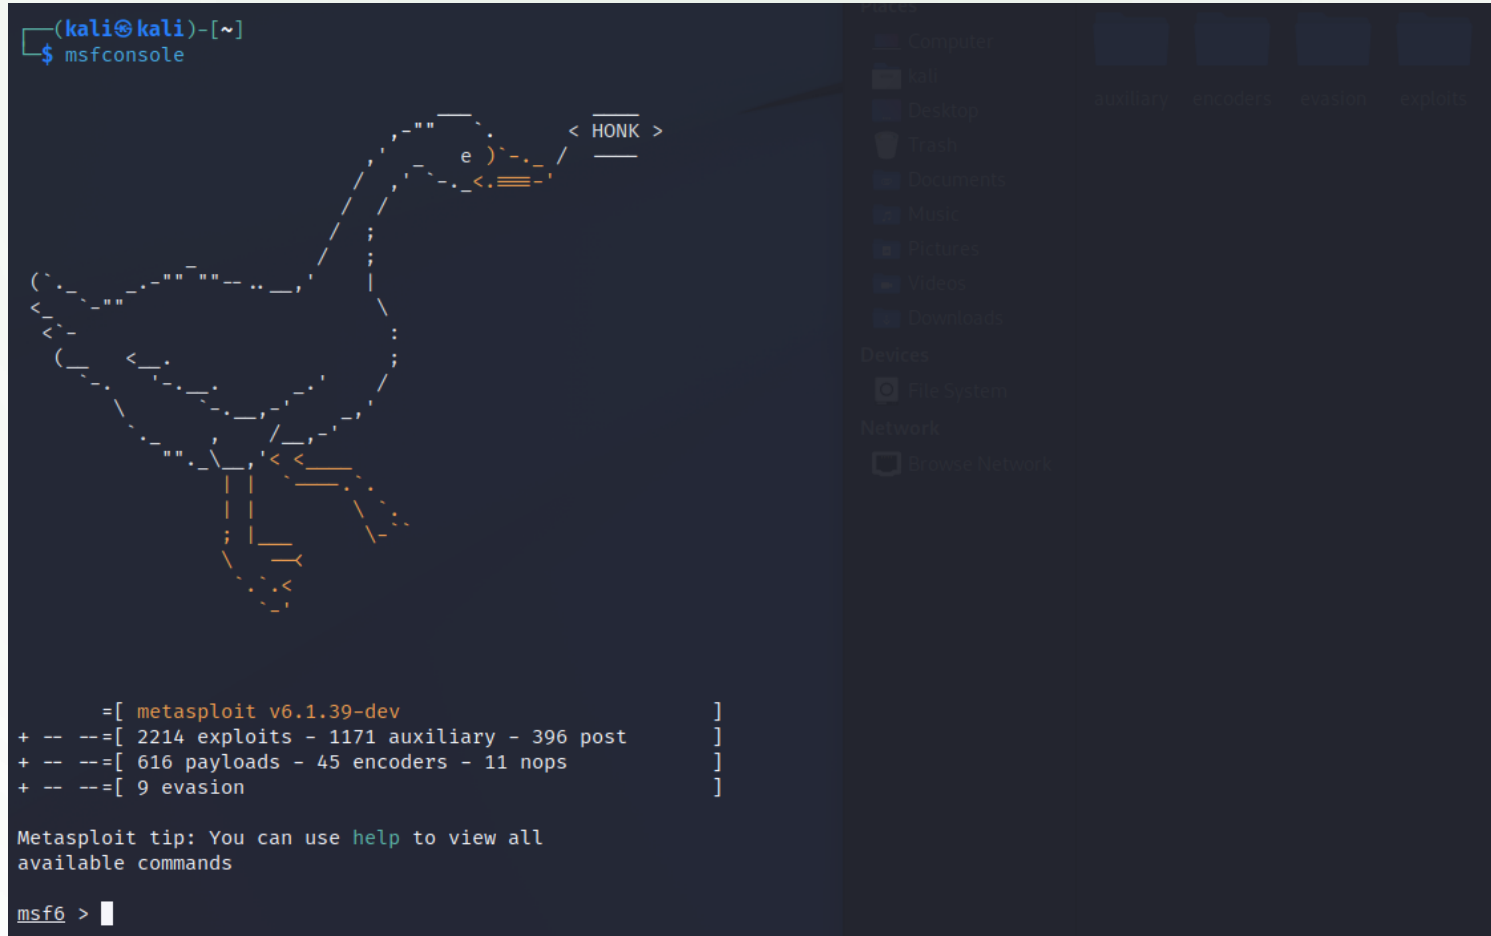 (kali㉿kali)-[~]
$ msfconsole
< HONK >
=[ metasploit v6.1.39-dev ]
+ -- --=[ 2214 exploits - 1171 auxiliary - 396 post ]
+ -- --=[ 616 payloads - 45 encoders - 11 nops ]
+ -- --=[ 9 evasion ]
Metasploit tip: You can use help to view all
available commands
msf6 >
Places
Computer
kali
Desktop
Trash
Documents
Music
Pictures
Videos
Downloads
Devices
File System
Network
Browse Network
auxiliary encoders evasion exploits